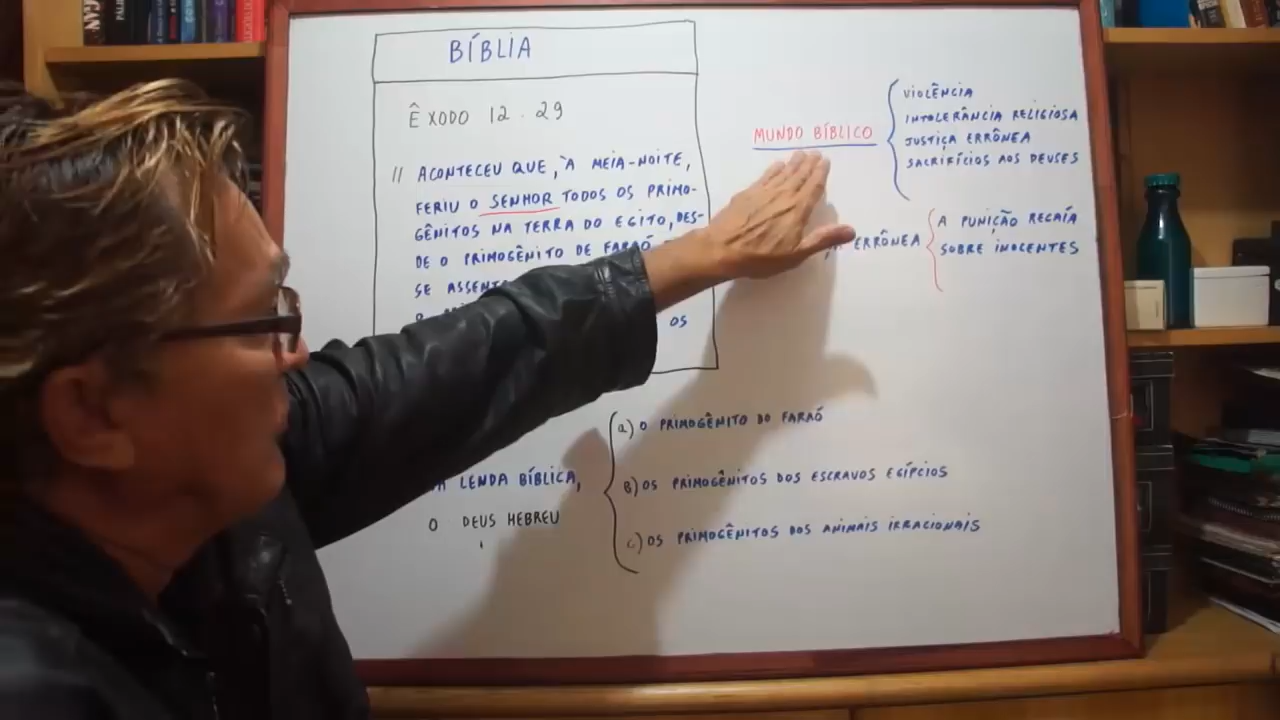 BÍBLIA
ÊXODO 12.29
// ACONTECEU QUE, À MEIA-NOITE,
FERIU O SENHOR TODOS OS PRIMO-
GÊNITOS NA TERRA DO EGITO, DES-
DE O PRIMOGÊNITO DE FARAÓ
SE
OS
MUNDO BÍBLICO
VIOLÊNCIA
INTOLERÂNCIA RELIGIOSA
JUSTIÇA ERRÔNEA
SACRIFÍCIOS AOS DEUSES
ERRÔNEA
A PUNIÇÃO RECAÍA
SOBRE INOCENTES
LENDA BÍBLICA,
O DEUS HEBREU
A) O PRIMOGÊNITO DO FARAÓ
B) OS PRIMOGÊNITOS DOS ESCRAVOS EGÍPCIOS
C) OS PRIMOGÊNITOS DOS ANIMAIS IRRACIONAIS